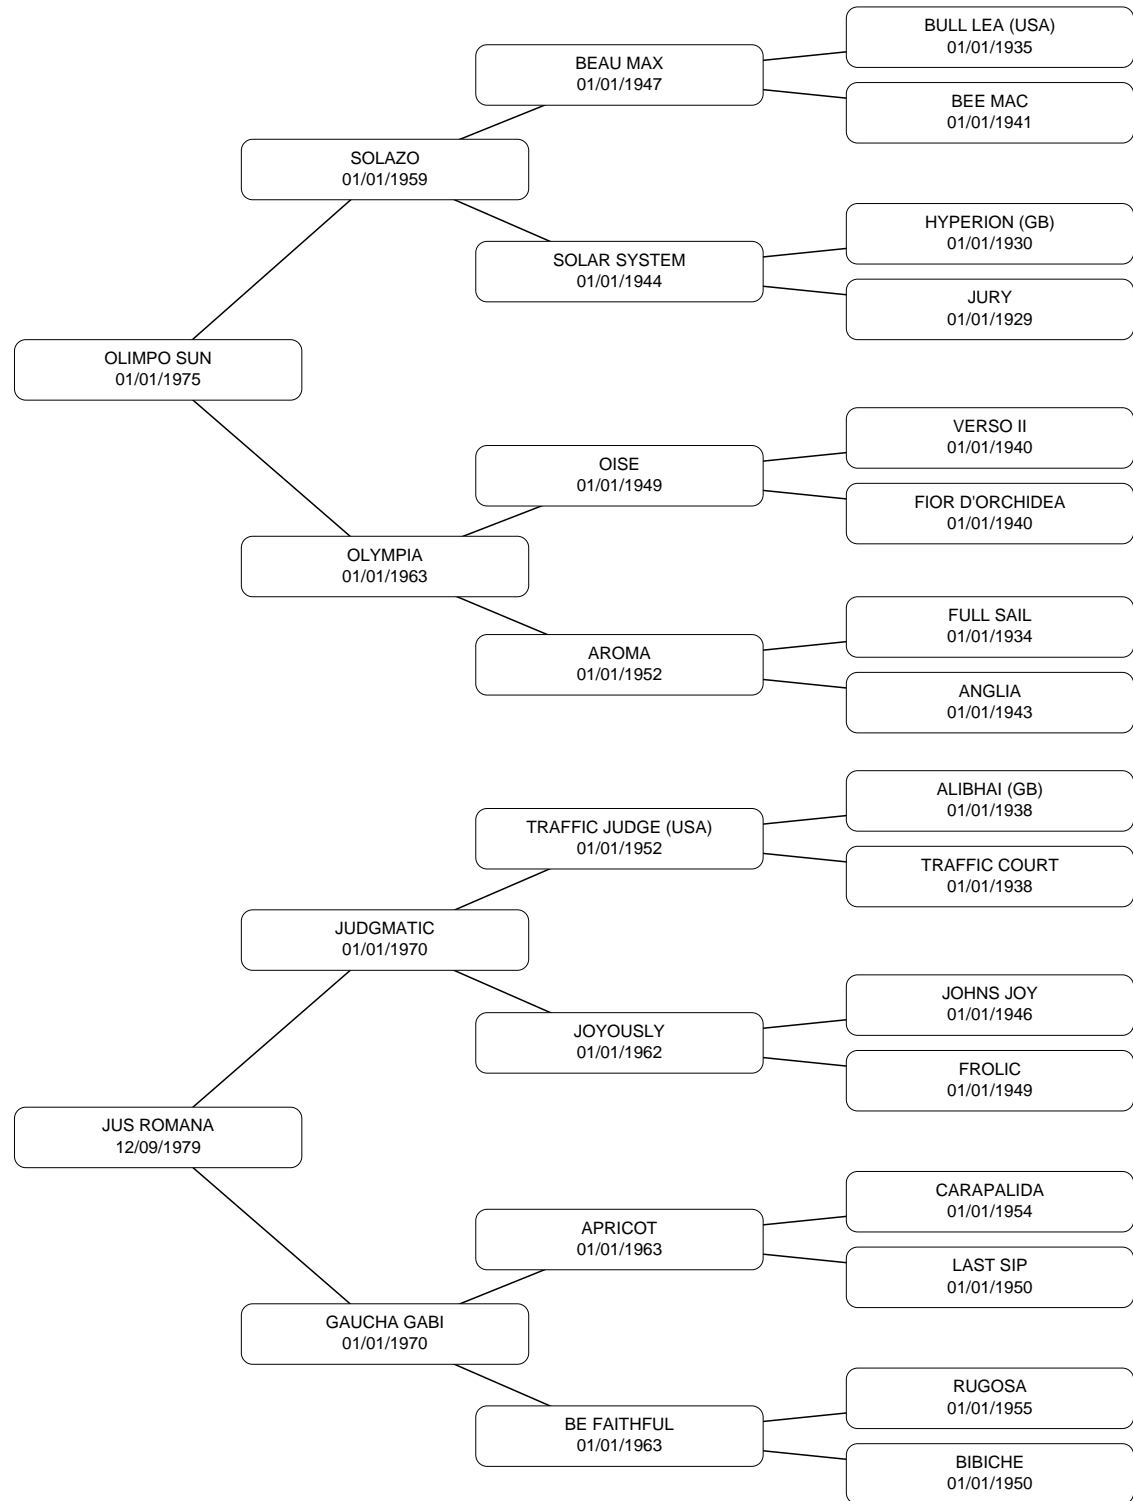 BULL LEA (USA)
01/01/1935
BEAU MAX
01/01/1947
BEE MAC
01/01/1941
SOLAZO
01/01/1959
HYPERION (GB)
01/01/1930
SOLAR SYSTEM
01/01/1944
JURY
01/01/1929
OLIMPO SUN
01/01/1975
VERSO II
01/01/1940
OISE
01/01/1949
FIOR D'ORCHIDEA
01/01/1940
OLYMPIA
01/01/1963
FULL SAIL
01/01/1934
AROMA
01/01/1952
ANGLIA
01/01/1943
ALIBHAI (GB)
01/01/1938
TRAFFIC JUDGE (USA)
01/01/1952
TRAFFIC COURT
01/01/1938
JUDGMATIC
01/01/1970
JOHNS JOY
01/01/1946
JOYOUSLY
01/01/1962
FROLIC
01/01/1949
JUS ROMANA
12/09/1979
CARAPALIDA
01/01/1954
APRICOT
01/01/1963
LAST SIP
01/01/1950
GAUCHA GABI
01/01/1970
RUGOSA
01/01/1955
BE FAITHFUL
01/01/1963
BIBICHE
01/01/1950